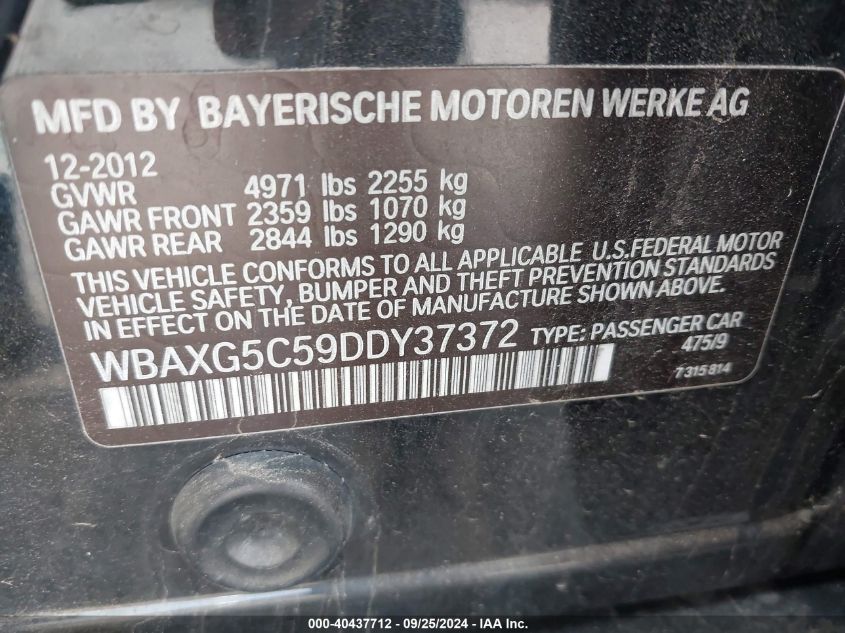 MFD BY BAYERISCHE MOTOREN WERKE AG
12-2012
GVWR 4971 lbs 2255 kg
GAWR FRONT 2359 lbs 1070 kg
GAWR REAR 2844 lbs 1290 kg
THIS VEHICLE CONFORMS TO ALL APPLICABLE U.S.FEDERAL MOTOR
VEHICLE SAFETY, BUMPER AND THEFT PREVENTION STANDARDS
IN EFFECT ON THE DATE OF MANUFACTURE SHOWN ABOVE.
WBAXG5C59DDY37372 TYPE: PASSENGER CAR
475/9
7315814
000-40437712 - 09/25/2024 - IAA Inc.